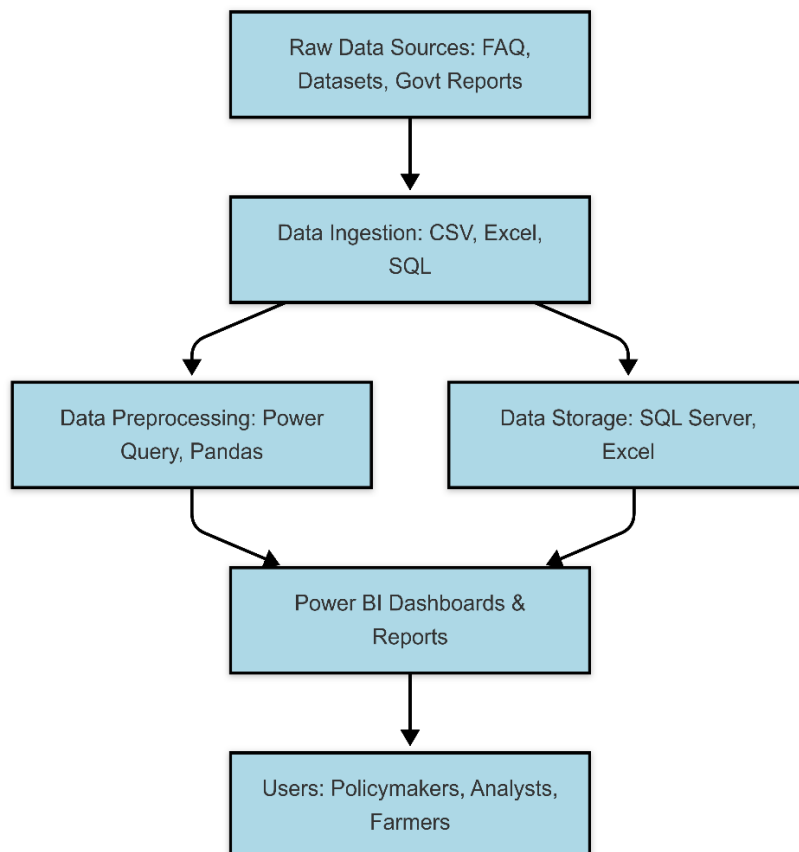 Raw Data Sources: FAQ,
Datasets, Govt Reports
Data Ingestion: CSV, Excel,
SQL
Data Preprocessing: Power
Query, Pandas
Data Storage: SQL Server,
Excel
Power BI Dashboards &
Reports
Users: Policymakers, Analysts,
Farmers